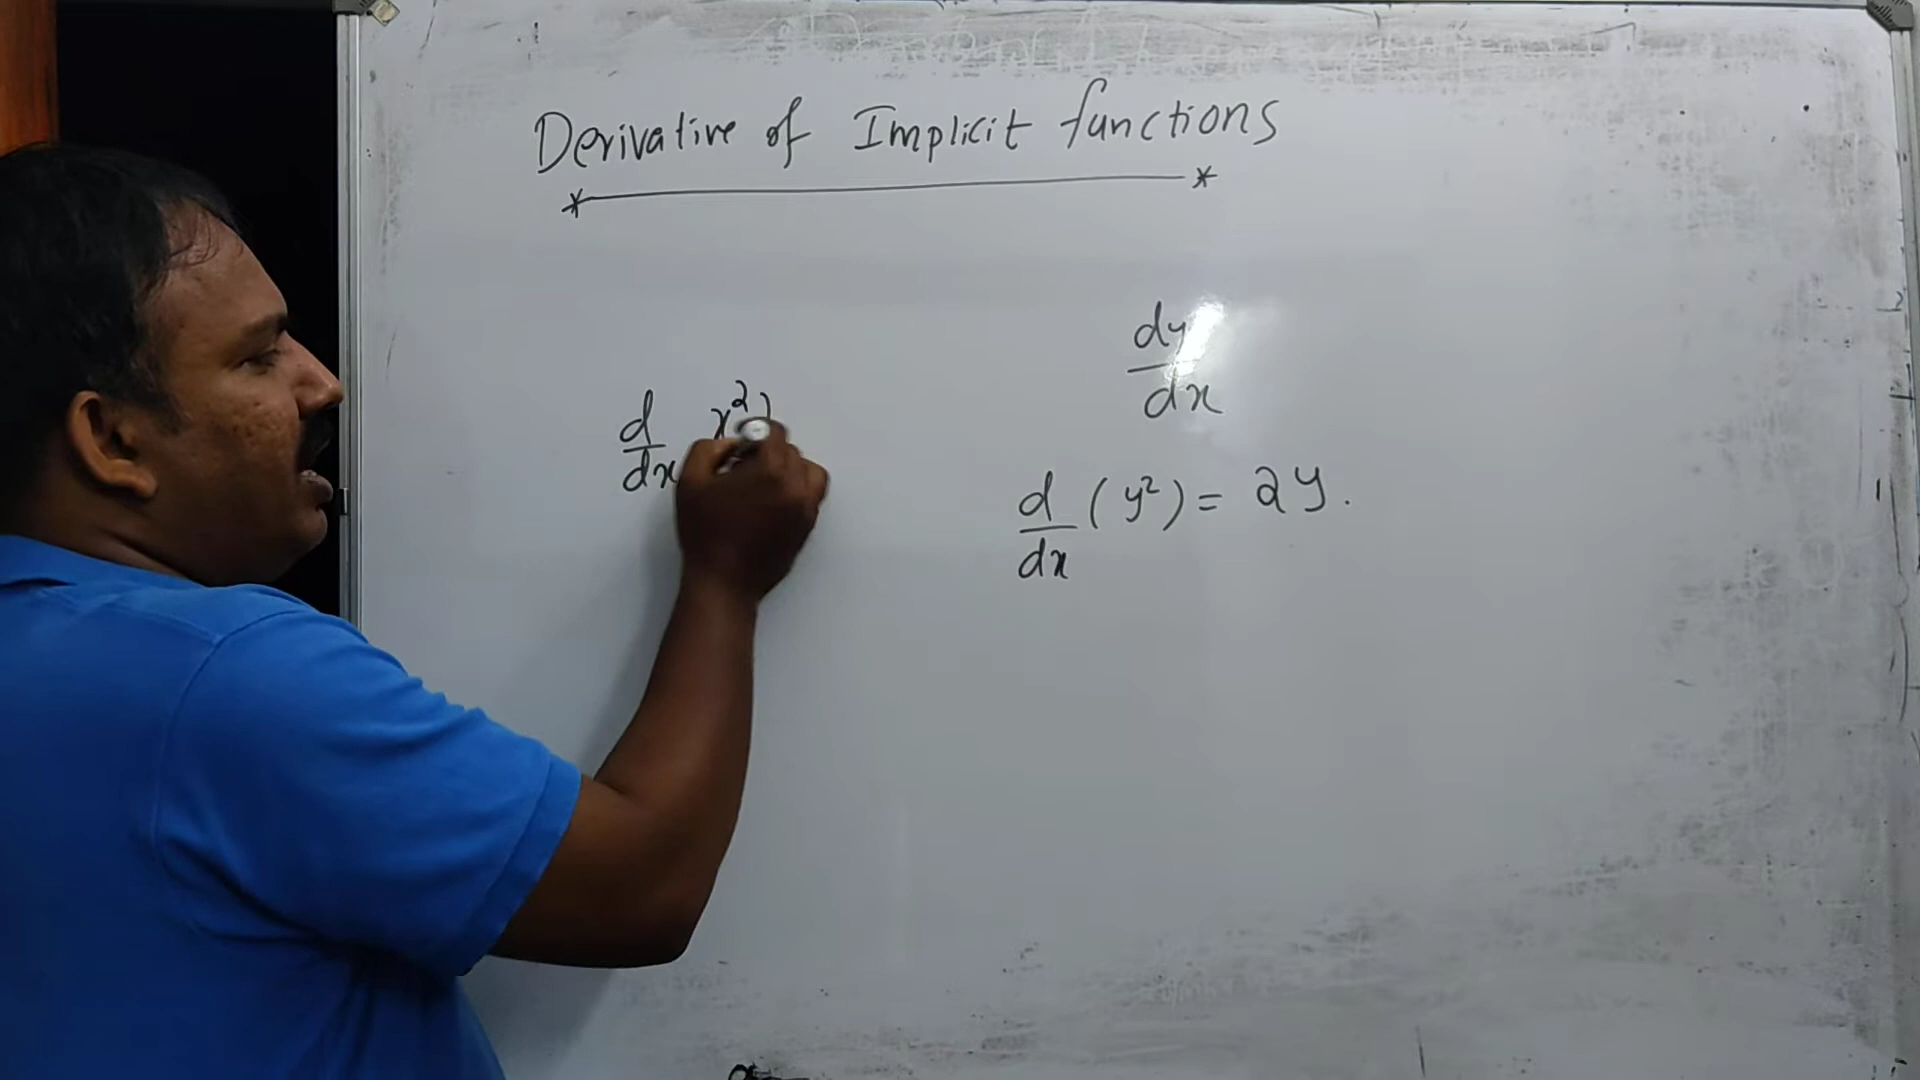 Derivative of Implicit functions
dy
dx
d x²)
dx
d (y²) = 2y.
dx